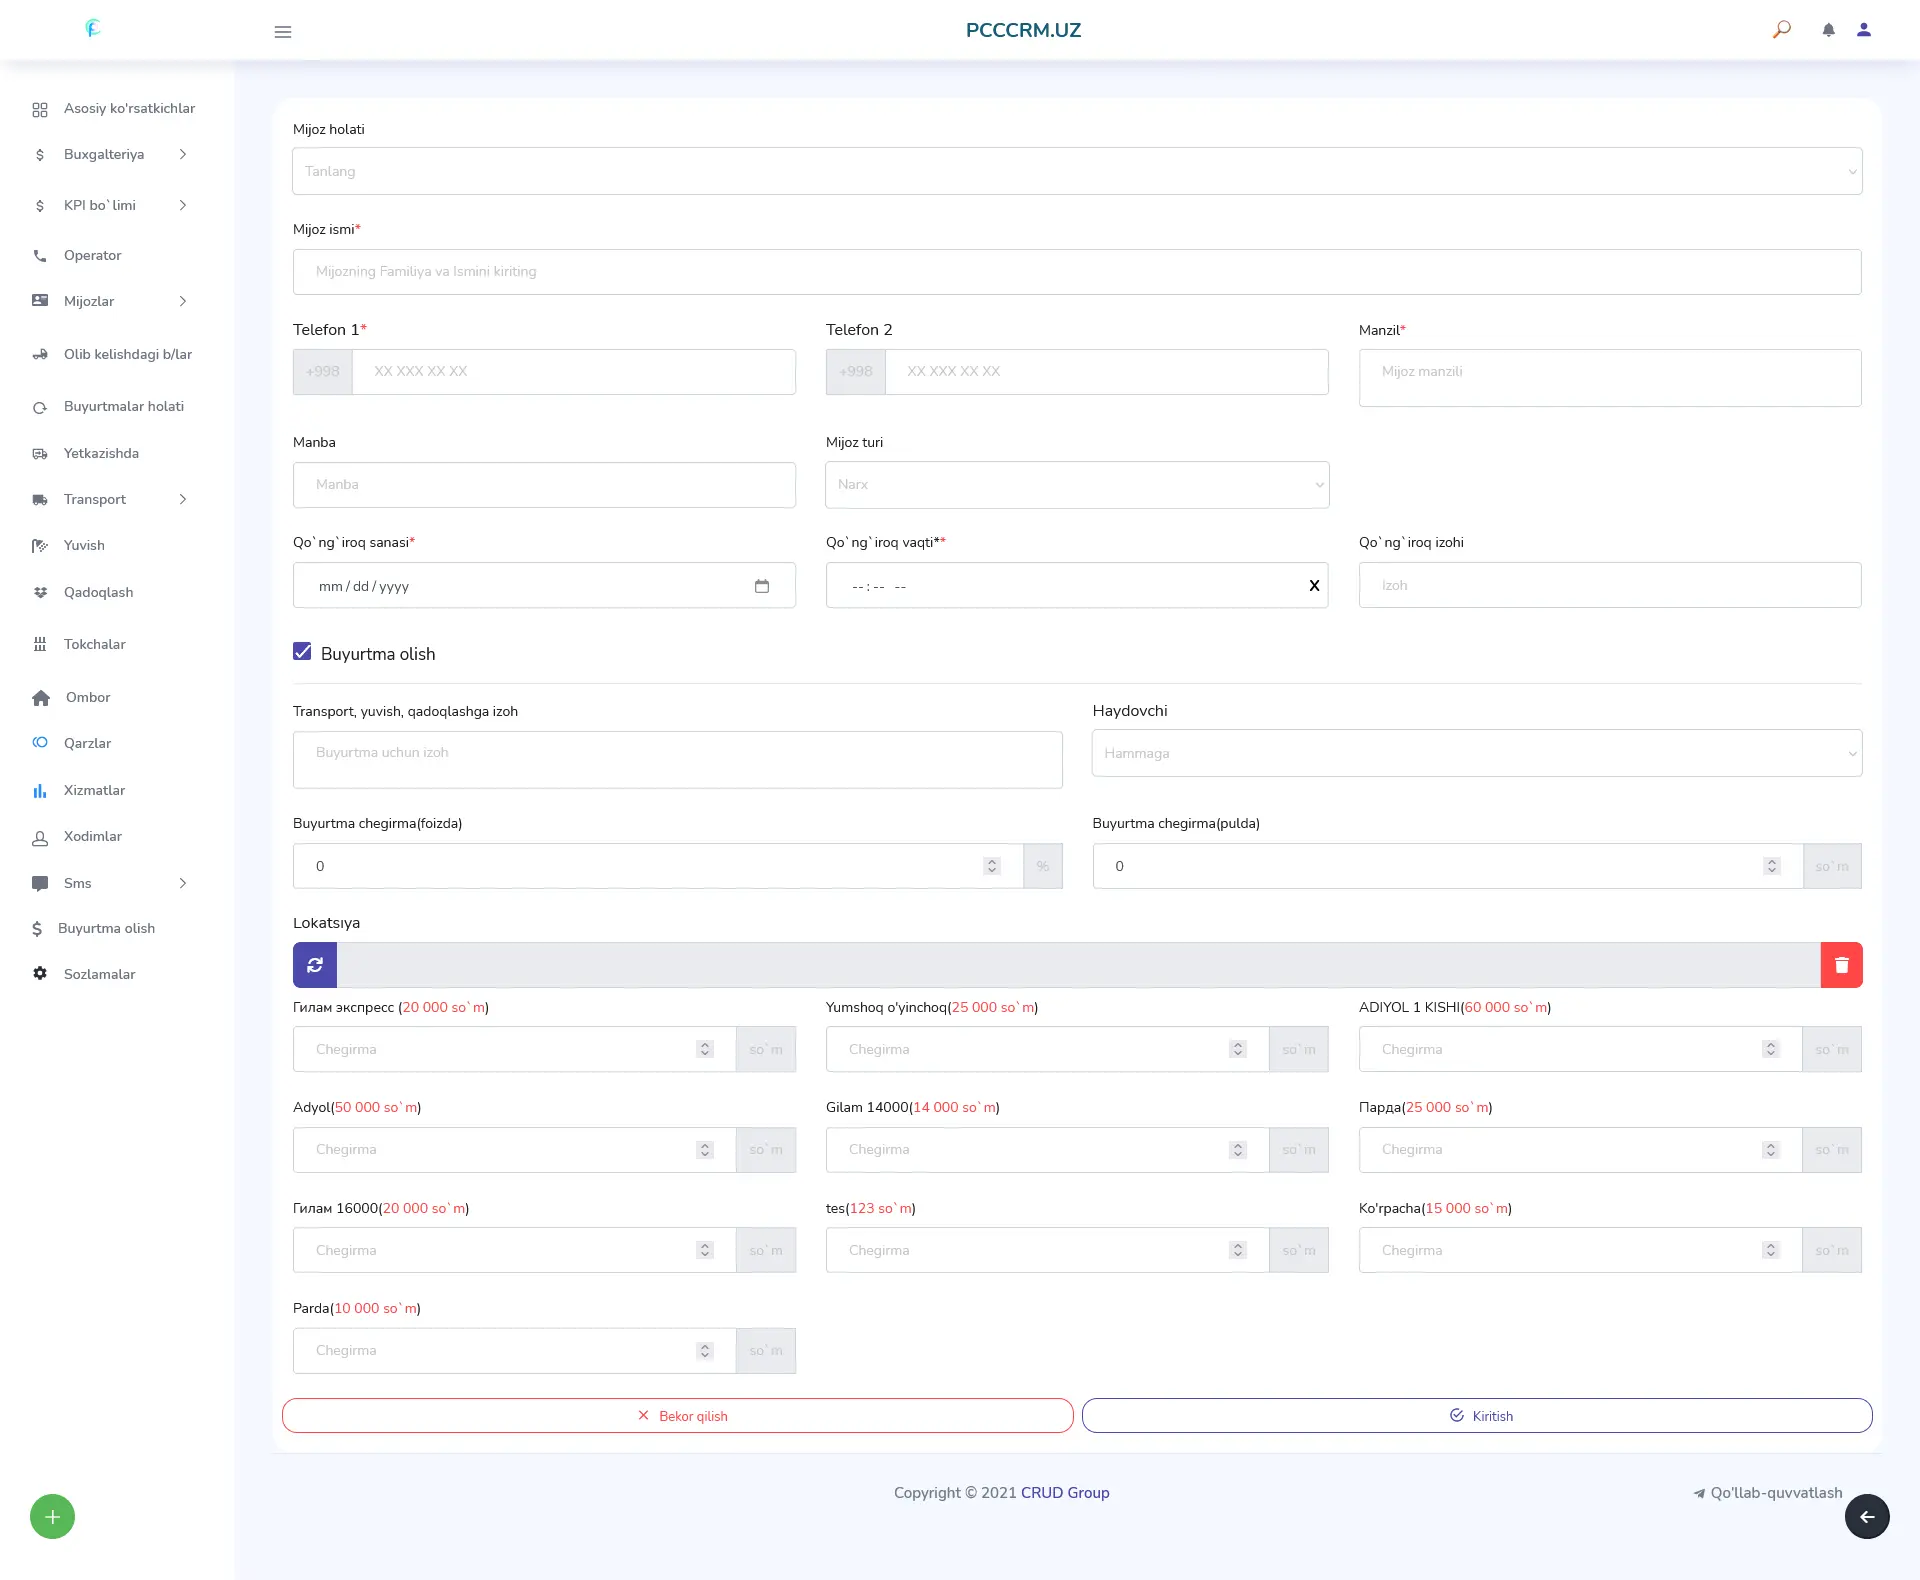 PCCCRM.UZ
Asosiy ko'rsatkichlar
Buxgalteriya
KPI bo`limi
Operator
Mijozlar
Olib kelishdagi b/lar
Buyurtmalar holati
Yetkazishda
Transport
Yuvish
Qadoqlash
Tokchalar
Ombor
Qarzlar
Xizmatlar
Xodimlar
Sms
Buyurtma olish
Sozlamalar
Mijoz holati
Tanlang
Mijoz ismi*
Mijozning Familiya va Ismini kiriting
Telefon 1* Telefon 2 Manzil*
+998 XX XXX XX XX +998 XX XXX XX XX Mijoz manzili
Manba Mijoz turi
Manba Narx
Qo`ng`iroq sanasi* Qo`ng`iroq vaqti** Qo`ng`iroq izohi
mm/dd/yyyy --:-- -- X Izoh
Buyurtma olish
Transport, yuvish, qadoqlashga izoh Haydovchi
Buyurtma uchun izoh Hammaga
Buyurtma chegirma(foizda) Buyurtma chegirma(pulda)
0 % 0 so`m
Lokatsıya
Гилам экспресс (20 000 so`m) Yumshoq o'yinchoq(25 000 so`m) ADIYOL 1 KISHI(60 000 so`m)
Chegirma so`m Chegirma so`m Chegirma so`m
Adyol(50 000 so`m) Gilam 14000(14 000 so`m) Парда(25 000 so`m)
Chegirma so`m Chegirma so`m Chegirma so`m
Гилам 16000(20 000 so`m) tes(123 so`m) Ko'rpacha(15 000 so`m)
Chegirma so`m Chegirma so`m Chegirma so`m
Parda(10 000 so`m)
Chegirma so`m
Bekor qilish Kiritish
Copyright © 2021 CRUD Group Qo'llab-quvvatlash